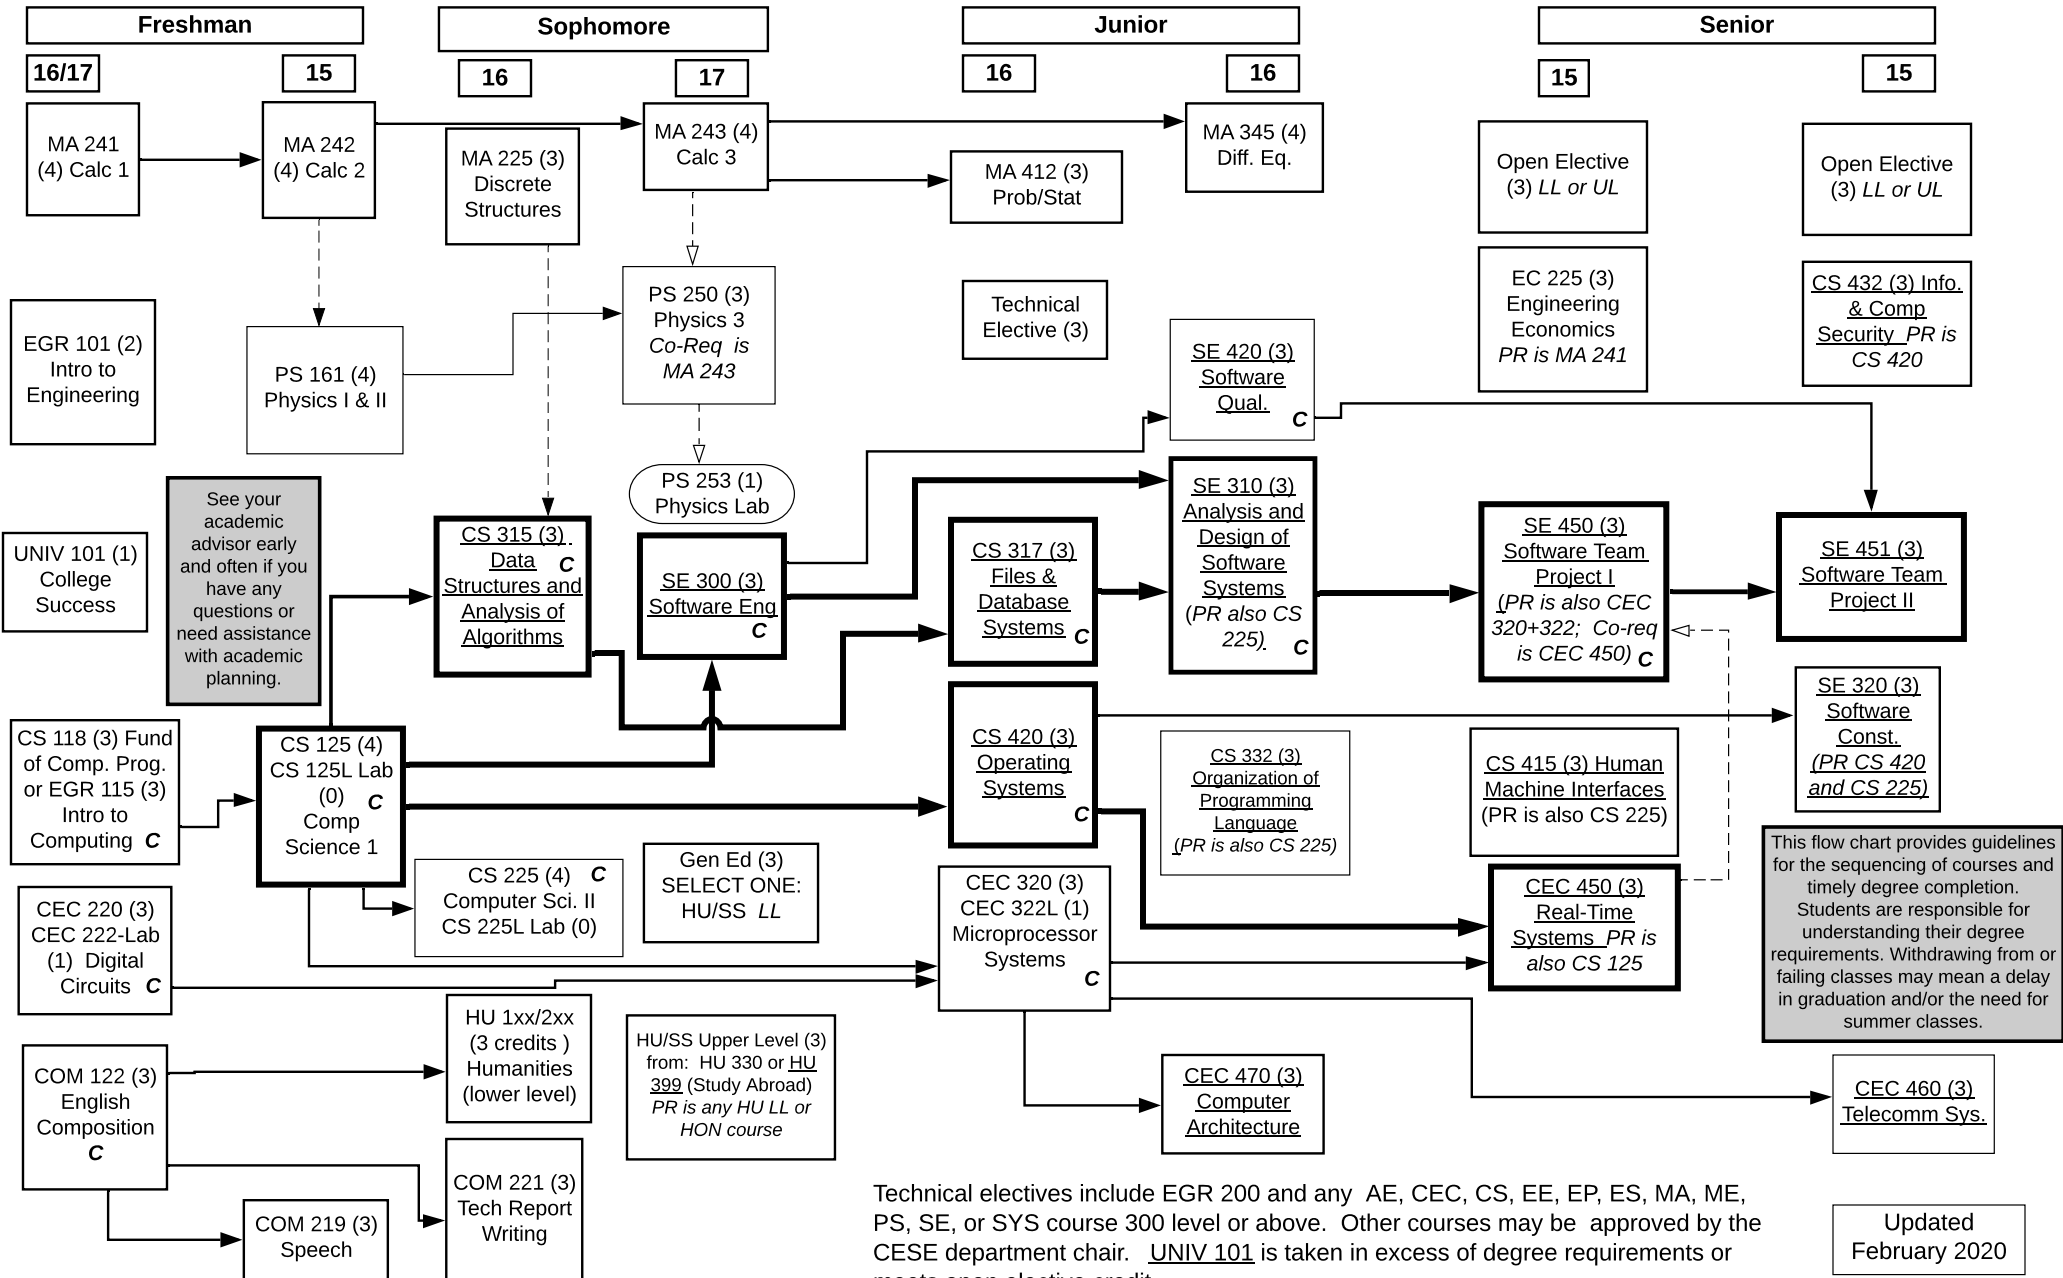 Freshman
Sophomore
Junior
Senior
16/17
15
16
17
16
16
15
15
MA 241
(4) Calc 1
MA 242
(4) Calc 2
MA 225 (3)
Discrete
Structures
MA 243 (4)
Calc 3
MA 412 (3)
Prob/Stat
MA 345 (4)
Diff. Eq.
Open Elective
(3) LL or UL
Open Elective
(3) LL or UL
EGR 101 (2)
Intro to
Engineering
PS 161 (4)
Physics I & II
PS 250 (3)
Physics 3
Co-Req is
MA 243
Technical
Elective (3)
SE 420 (3)
Software
Qual.
C
EC 225 (3)
Engineering
Economics
PR is MA 241
CS 432 (3) Info.
& Comp
Security PR is
CS 420
PS 253 (1)
Physics Lab
UNIV 101 (1)
College
Success
See your
academic
advisor early
and often if you
have any
questions or
need assistance
with academic
planning.
CS 315 (3)
Data C
Structures and
Analysis of
Algorithms
SE 300 (3)
Software Eng
C
CS 317 (3)
Files &
Database
Systems C
SE 310 (3)
Analysis and
Design of
Software
Systems
(PR also CS
225) C
SE 450 (3)
Software Team
Project I
(PR is also CEC
320+322; Co-req
is CEC 450) C
SE 451 (3)
Software Team
Project II
CS 118 (3) Fund
of Comp. Prog.
or EGR 115 (3)
Intro to
Computing C
CS 125 (4)
CS 125L Lab
(0) C
Comp
Science 1
CS 420 (3)
Operating
Systems
C
CS 332 (3)
Organization of
Programming
Language
(PR is also CS 225)
CS 415 (3) Human
Machine Interfaces
(PR is also CS 225)
SE 320 (3)
Software
Const.
(PR CS 420
and CS 225)
CEC 220 (3)
CEC 222-Lab
(1) Digital
Circuits C
CS 225 (4) C
Computer Sci. II
CS 225L Lab (0)
Gen Ed (3)
SELECT ONE:
HU/SS LL
CEC 320 (3)
CEC 322L (1)
Microprocessor
Systems
C
CEC 450 (3)
Real-Time
Systems PR is
also CS 125
This flow chart provides guidelines
for the sequencing of courses and
timely degree completion.
Students are responsible for
understanding their degree
requirements. Withdrawing from or
failing classes may mean a delay
in graduation and/or the need for
summer classes.
COM 122 (3)
English
Composition
C
HU 1xx/2xx
(3 credits )
Humanities
(lower level)
HU/SS Upper Level (3)
from: HU 330 or HU
399 (Study Abroad)
PR is any HU LL or
HON course
CEC 470 (3)
Computer
Architecture
CEC 460 (3)
Telecomm Sys.
COM 219 (3)
Speech
COM 221 (3)
Tech Report
Writing
Technical electives include EGR 200 and any AE, CEC, CS, EE, EP, ES, MA, ME,
PS, SE, or SYS course 300 level or above. Other courses may be approved by the
CESE department chair. UNIV 101 is taken in excess of degree requirements or
Updated
February 2020